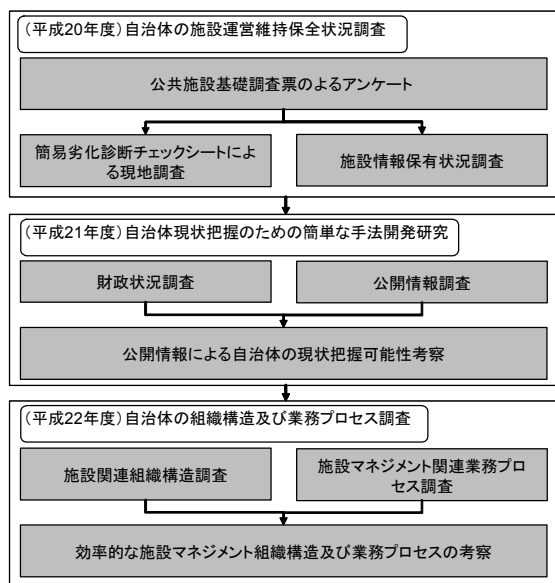 (平成20年度)自治体の施設運営維持保全状況調査
公共施設基礎調査票のよるアンケート
簡易劣化診断チェックシートによ
る現地調査
施設情報保有状況調査
(平成21年度)自治体現状把握のための簡単な手法開発研究
財政状況調査
公開情報調査
公開情報による自治体の現状把握可能性考察
(平成22年度)自治体の組織構造及び業務プロセス調査
施設関連組織構造調査
施設マネジメント関連業務プロ
セス調査
効率的な施設マネジメント組織構造及び業務プロセスの考察